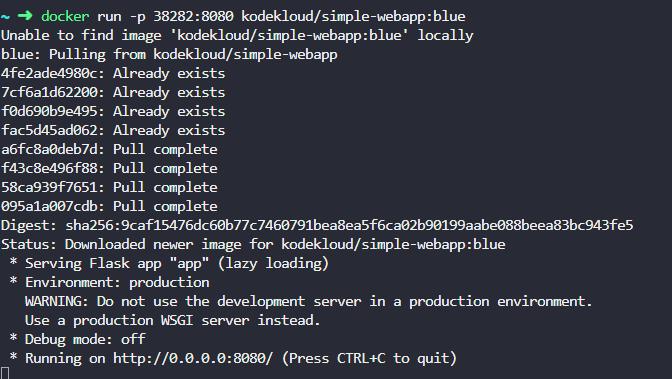 ~ ➜ docker run -p 38282:8080 kodekloud/simple-webapp:blue
Unable to find image 'kodekloud/simple-webapp:blue' locally
blue: Pulling from kodekloud/simple-webapp
4fe2ade4980c: Already exists
7cf6a1d62200: Already exists
f0d690b9e495: Already exists
fac5d45ad062: Already exists
a6fc8a0deb7d: Pull complete
f43c8e496f88: Pull complete
58ca939f7651: Pull complete
095a1a007cdb: Pull complete
Digest: sha256:9caf15476dc60b77c7460791bea8ea5f6ca02b90199aabe088beea83bc943fe5
Status: Downloaded newer image for kodekloud/simple-webapp:blue
 * Serving Flask app "app" (lazy loading)
 * Environment: production
   WARNING: Do not use the development server in a production environment.
   Use a production WSGI server instead.
 * Debug mode: off
 * Running on http://0.0.0.0:8080/ (Press CTRL+C to quit)